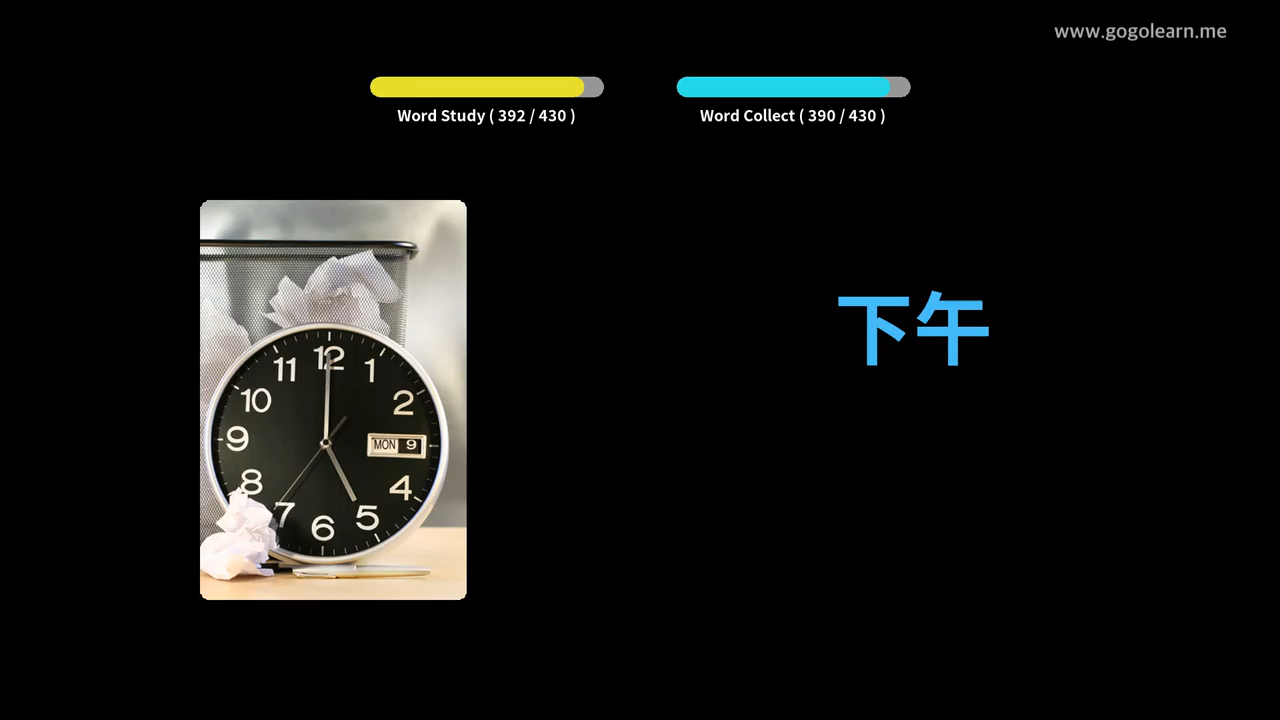 www.gogolearn.me
Word Study ( 392 / 430 )
Word Collect ( 390 / 430 )
下午
12
11
1
10
2
9
MON 9
8
4
7
5
6